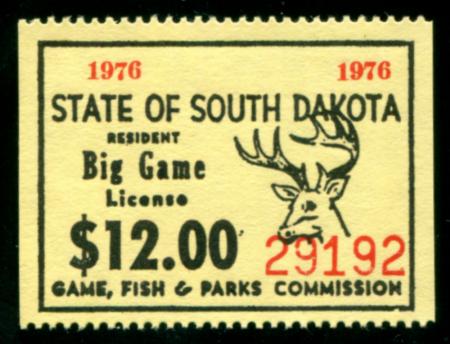 1976 1976
STATE OF SOUTH DAKOTA
RESIDENT
Big Game
License
$12.00
29192
GAME, FISH & PARKS COMMISSION